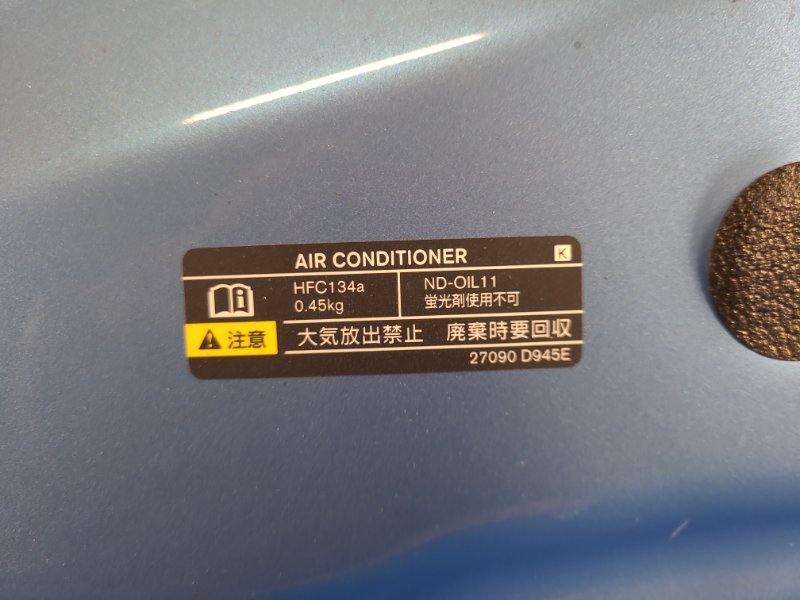 AIR CONDITIONER K
HFC134a
0.45kg
ND-OIL11
蛍光剤使用不可
注意
大気放出禁止 廃棄時要回収
27090 D945E